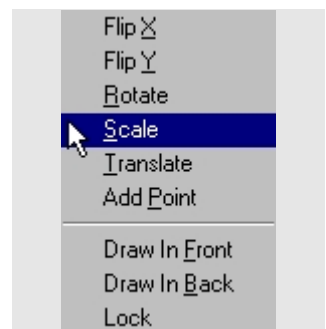 Flip X
Flip Y
Rotate
Scale
Translate
Add Point
Draw In Front
Draw In Back
Lock